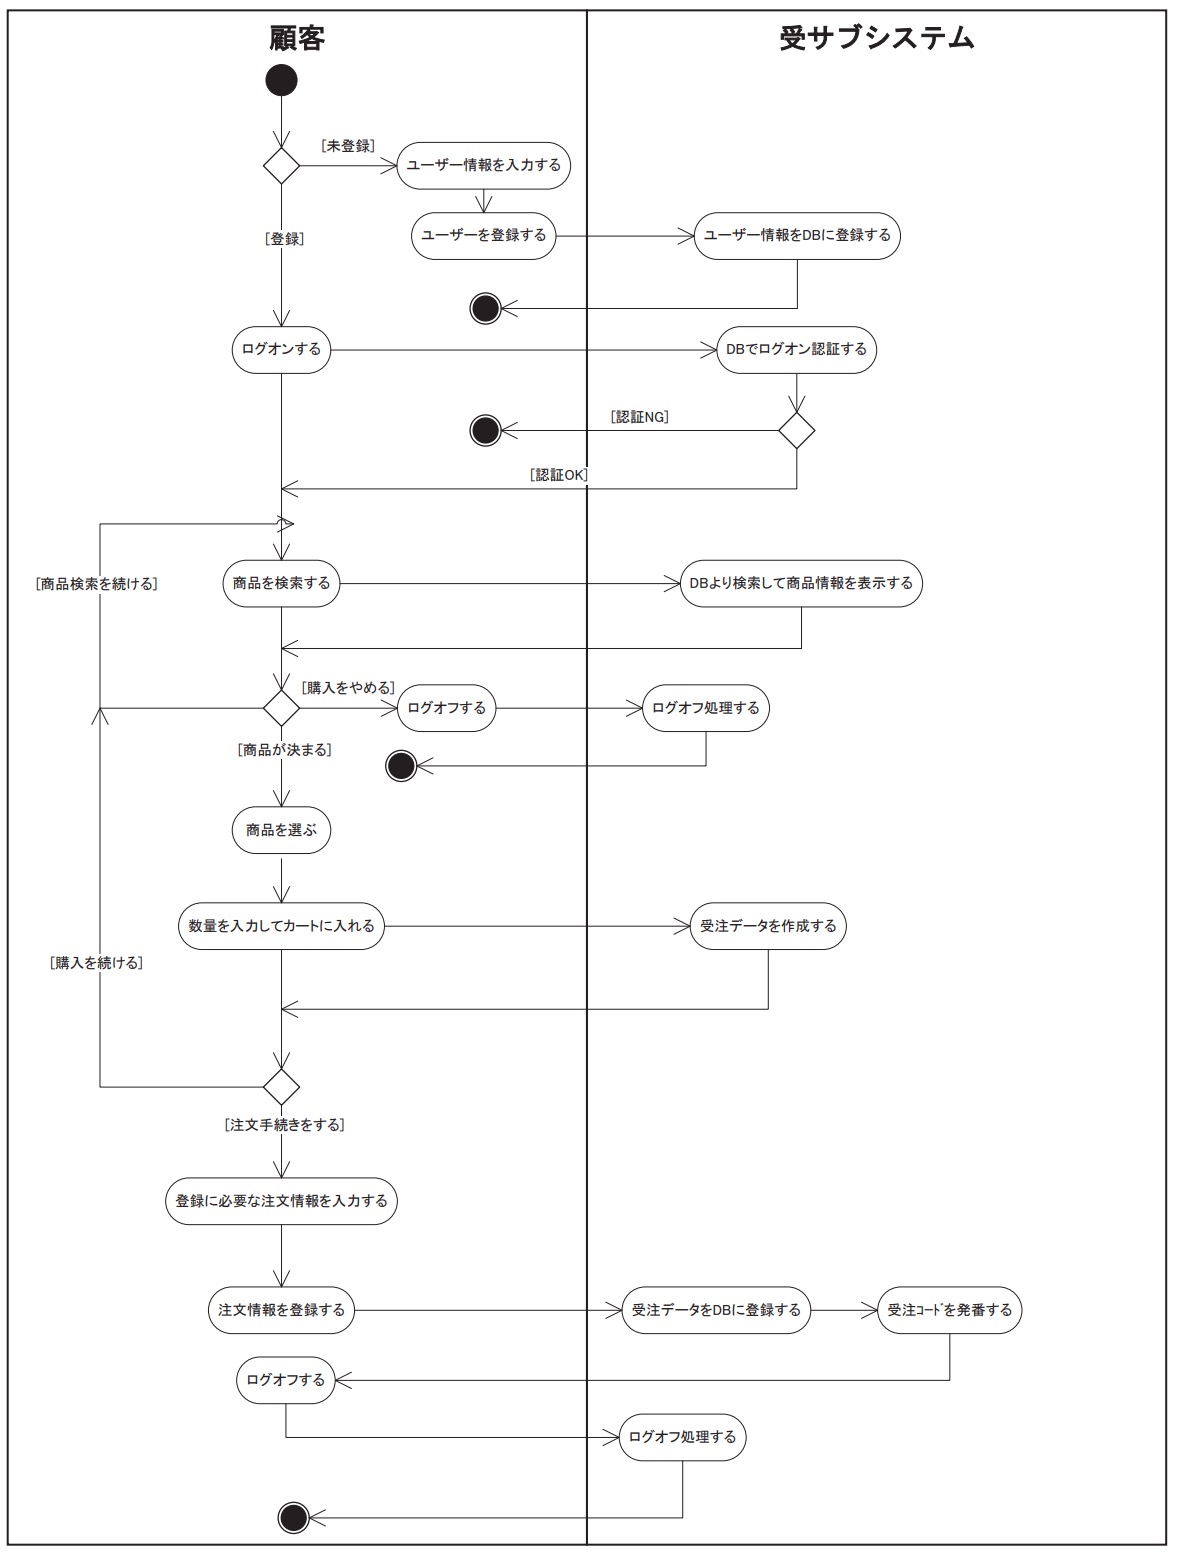 顧客
受サブシステム
[未登録]
ユーザー情報を入力する
[登録]
ユーザーを登録する
ユーザー情報をDBに登録する
ログオンする
DBでログオン認証する
[認証NG]
[認証OK]
[商品検索を続ける]
商品を検索する
DBより検索して商品情報を表示する
[購入をやめる]
ログオフする
ログオフ処理する
[商品が決まる]
商品を選ぶ
数量を入力してカートに入れる
受注データを作成する
[購入を続ける]
[注文手続きをする]
登録に必要な注文情報を入力する
注文情報を登録する
受注データをDBに登録する
受注ｺｰﾄﾞを発番する
ログオフする
ログオフ処理する